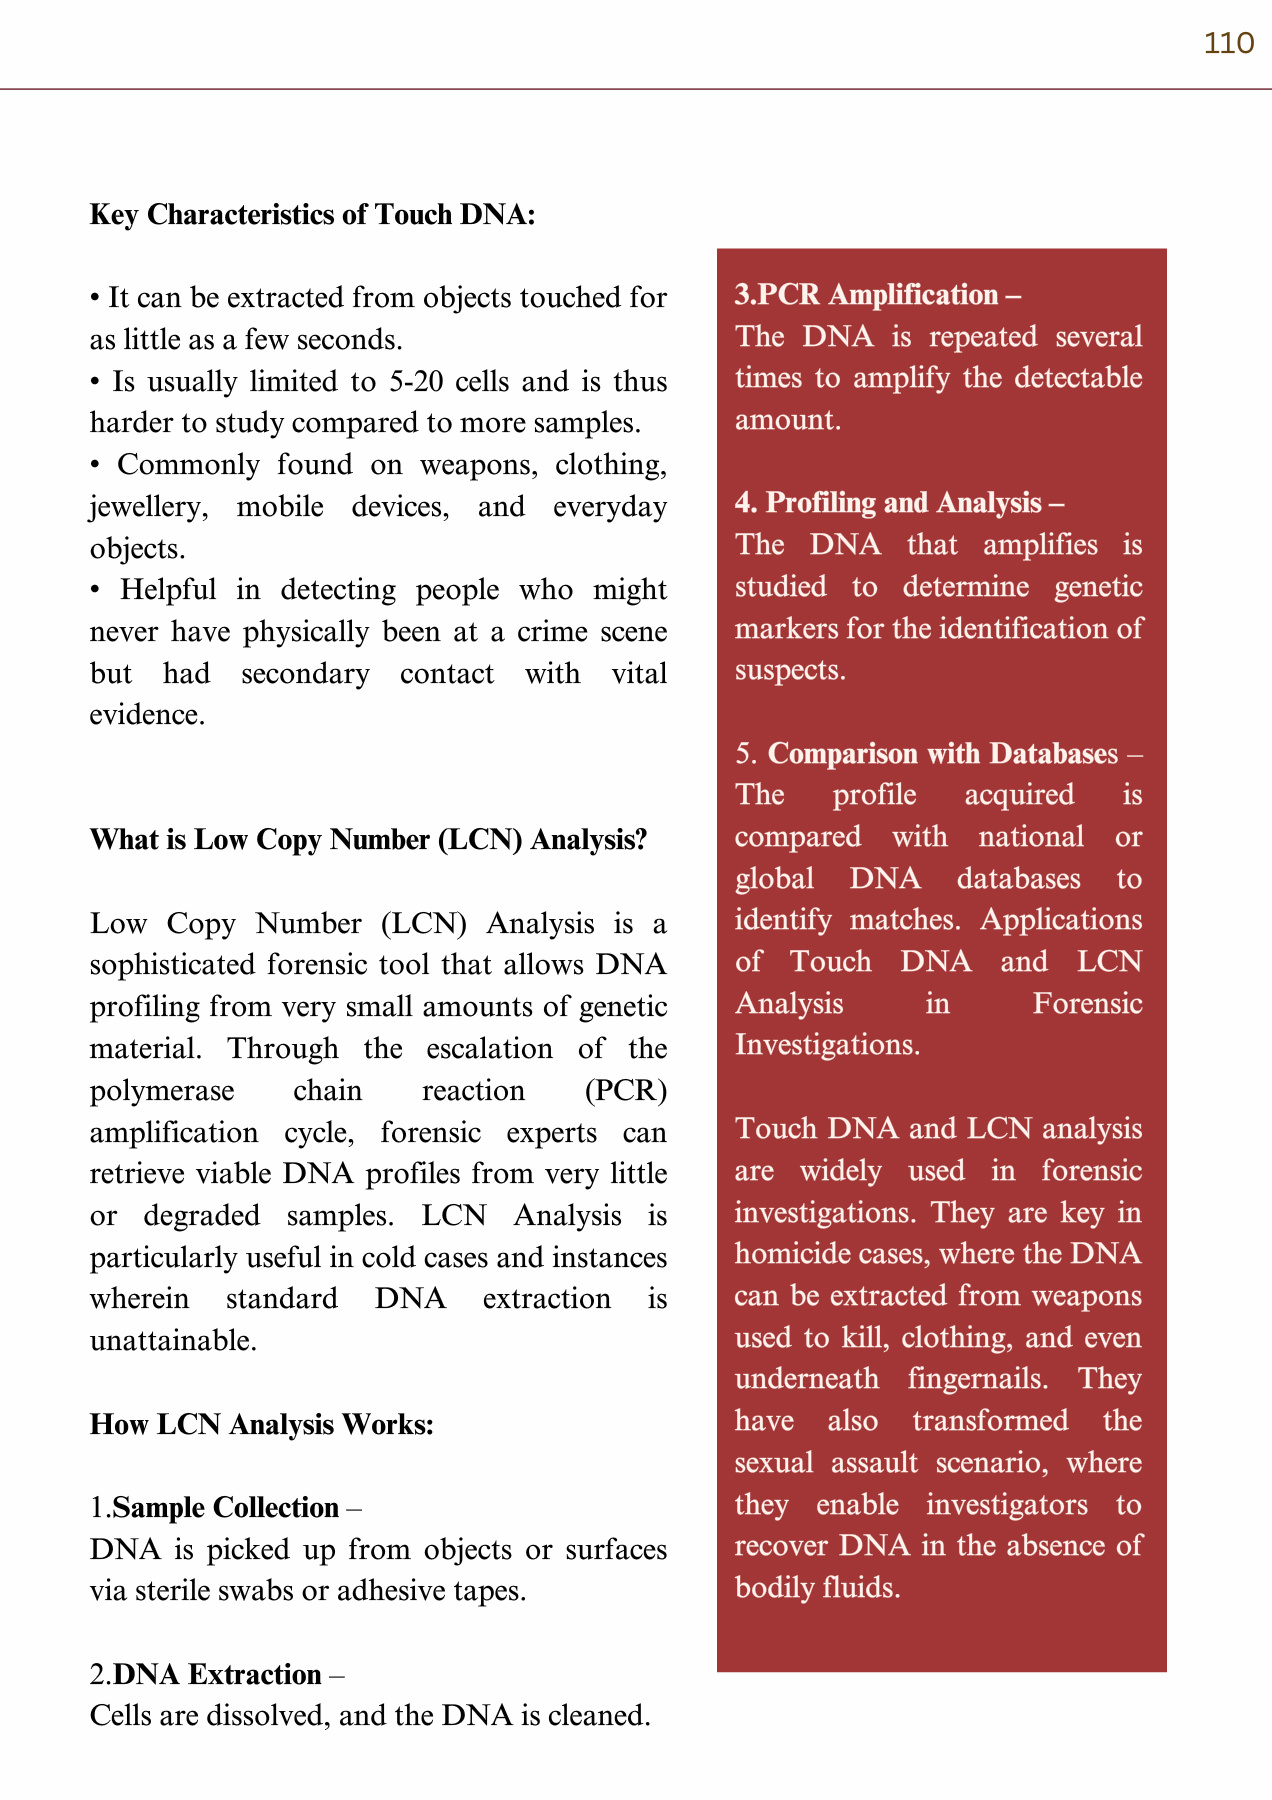 110
Key Characteristics of Touch DNA:
• It can be extracted from objects touched for
as little as a few seconds.
• Is usually limited to 5-20 cells and is thus
harder to study compared to more samples.
• Commonly found on weapons, clothing,
jewellery, mobile devices, and everyday
objects.
• Helpful in detecting people who might
never have physically been at a crime scene
but had secondary contact with vital
evidence.
What is Low Copy Number (LCN) Analysis?
Low Copy Number (LCN) Analysis is a
sophisticated forensic tool that allows DNA
profiling from very small amounts of genetic
material. Through the escalation of the
polymerase chain reaction (PCR)
amplification cycle, forensic experts can
retrieve viable DNA profiles from very little
or degraded samples. LCN Analysis is
particularly useful in cold cases and instances
wherein standard DNA extraction is
unattainable.
How LCN Analysis Works:
1.Sample Collection –
DNA is picked up from objects or surfaces
via sterile swabs or adhesive tapes.
2.DNA Extraction –
Cells are dissolved, and the DNA is cleaned.
3.PCR Amplification –
The DNA is repeated several
times to amplify the detectable
amount.
4. Profiling and Analysis –
The DNA that amplifies is
studied to determine genetic
markers for the identification of
suspects.
5. Comparison with Databases –
The profile acquired is
compared with national or
global DNA databases to
identify matches. Applications
of Touch DNA and LCN
Analysis in Forensic
Investigations.
Touch DNA and LCN analysis
are widely used in forensic
investigations. They are key in
homicide cases, where the DNA
can be extracted from weapons
used to kill, clothing, and even
underneath fingernails. They
have also transformed the
sexual assault scenario, where
they enable investigators to
recover DNA in the absence of
bodily fluids.